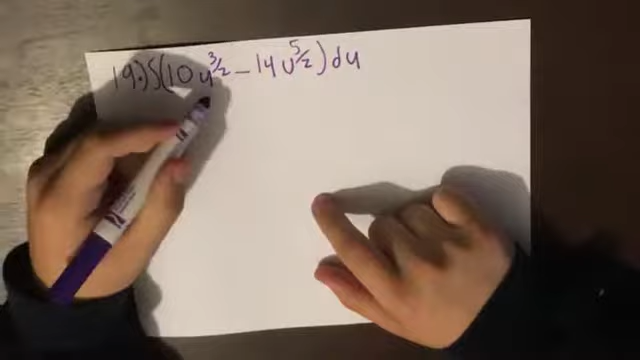 19.) ∫(10u^3/2 - 14u^5/2) du